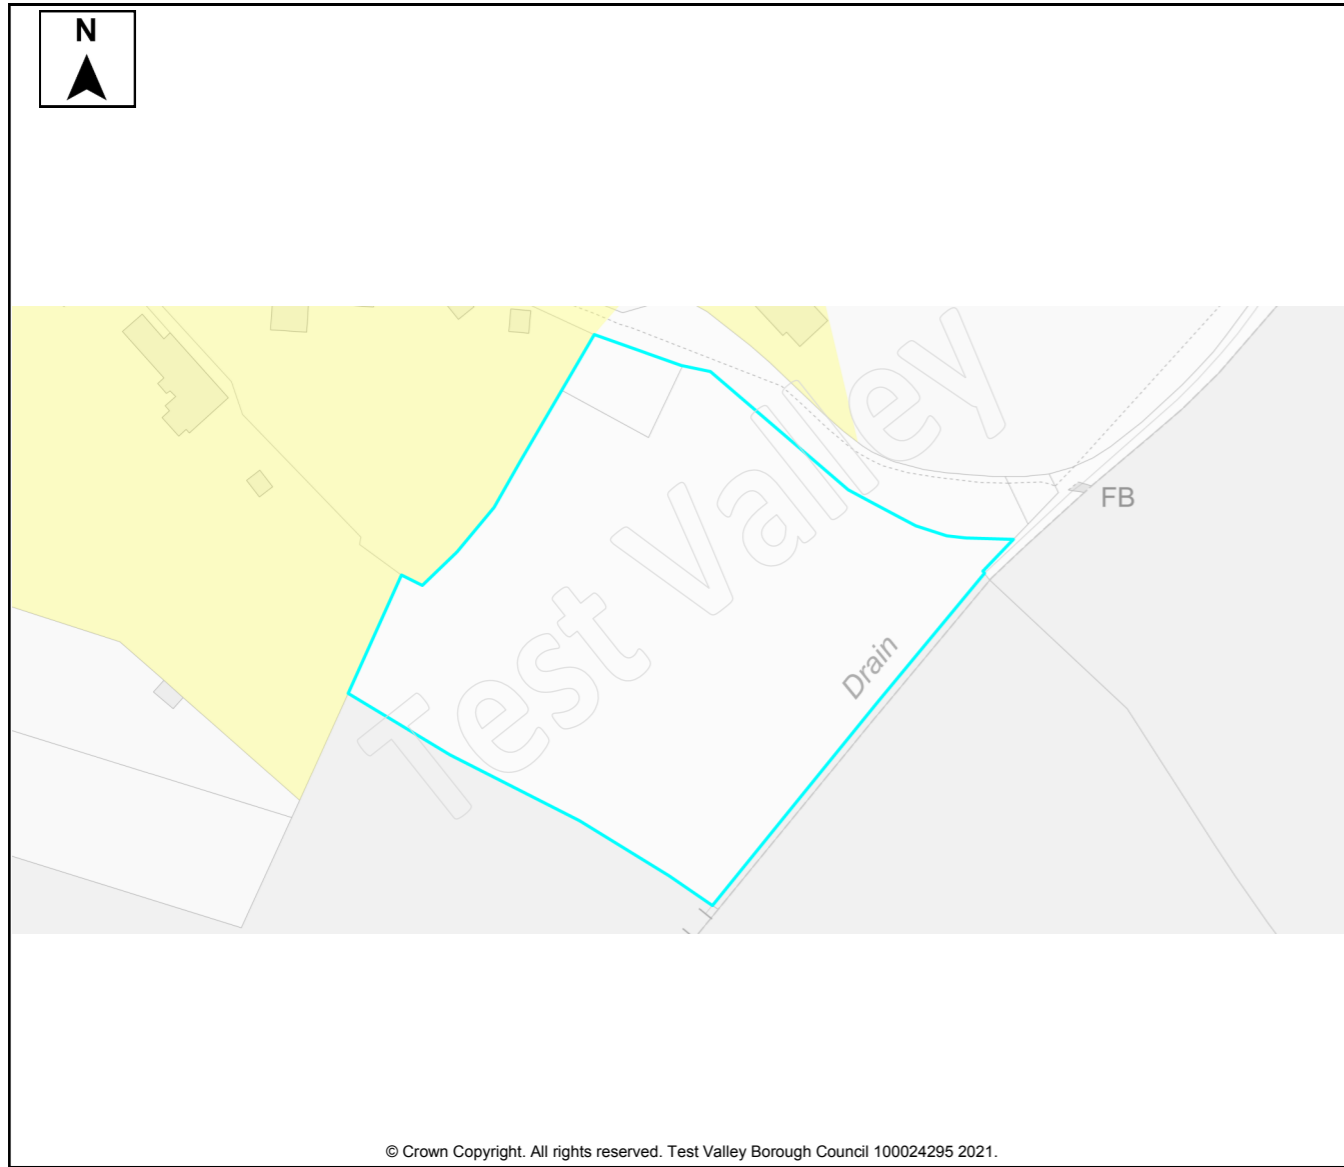 N
Test Valley
FB
Drain
© Crown Copyright. All rights reserved. Test Valley Borough Council 100024295 2021.